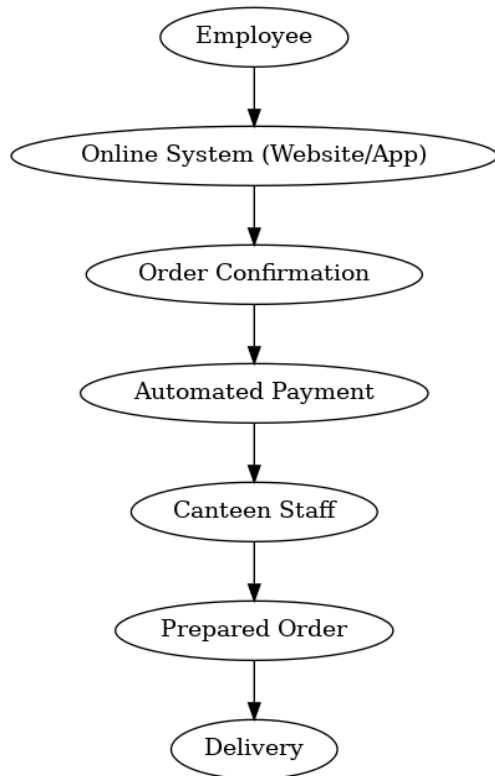 Employee
Online System (Website/App)
Order Confirmation
Automated Payment
Canteen Staff
Prepared Order
Delivery